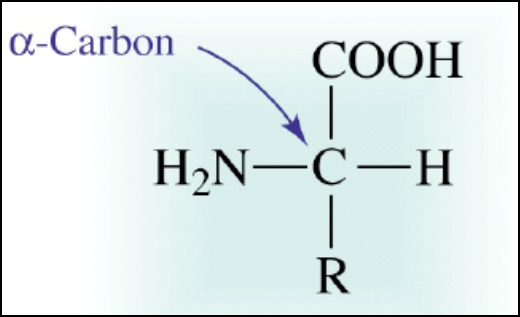 α-Carbon
COOH
H₂N—C—H
R